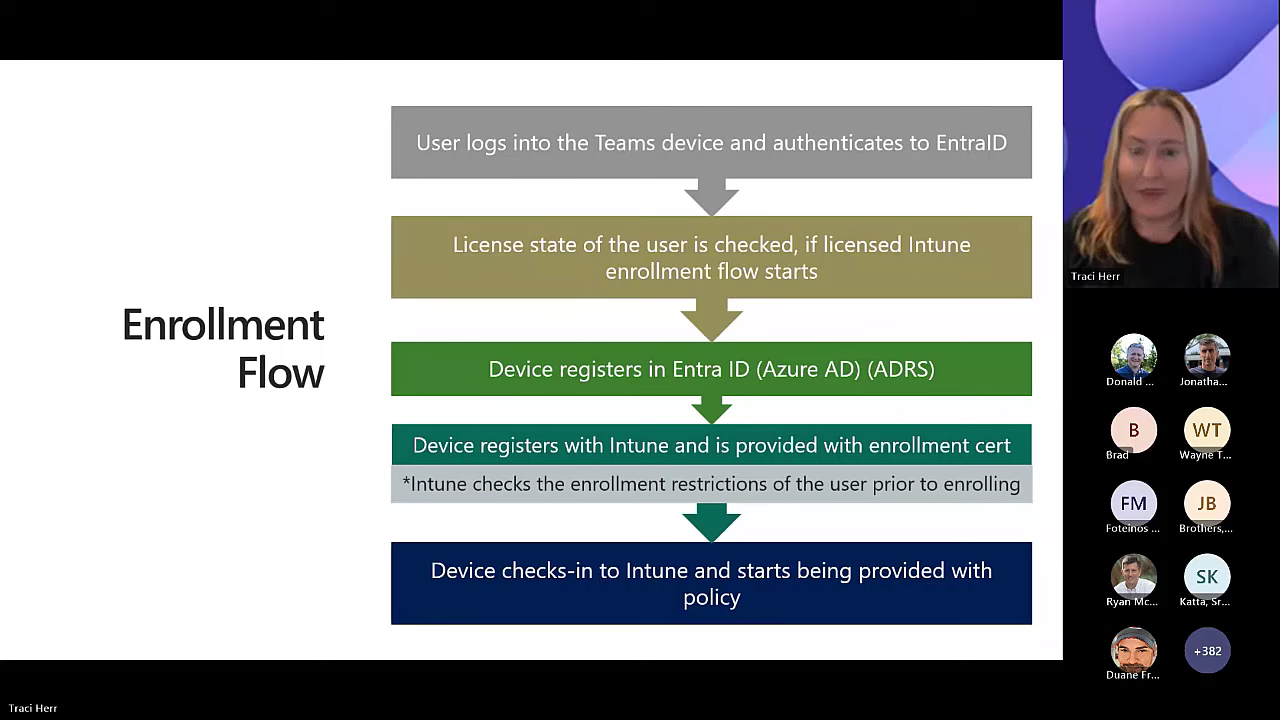 Enrollment
Flow
User logs into the Teams device and authenticates to EntraID
License state of the user is checked, if licensed Intune
enrollment flow starts
Device registers in Entra ID (Azure AD) (ADRS)
Device registers with Intune and is provided with enrollment cert
*Intune checks the enrollment restrictions of the user prior to enrolling
Device checks-in to Intune and starts being provided with
policy
Traci Herr
Donald ...
Jonatha...
B
WT
Brad
Wayne T...
FM
JB
Foteinos ...
Brothers,...
SK
Ryan Mc...
Katta, Sr...
+382
Duane Fr...
Traci Herr